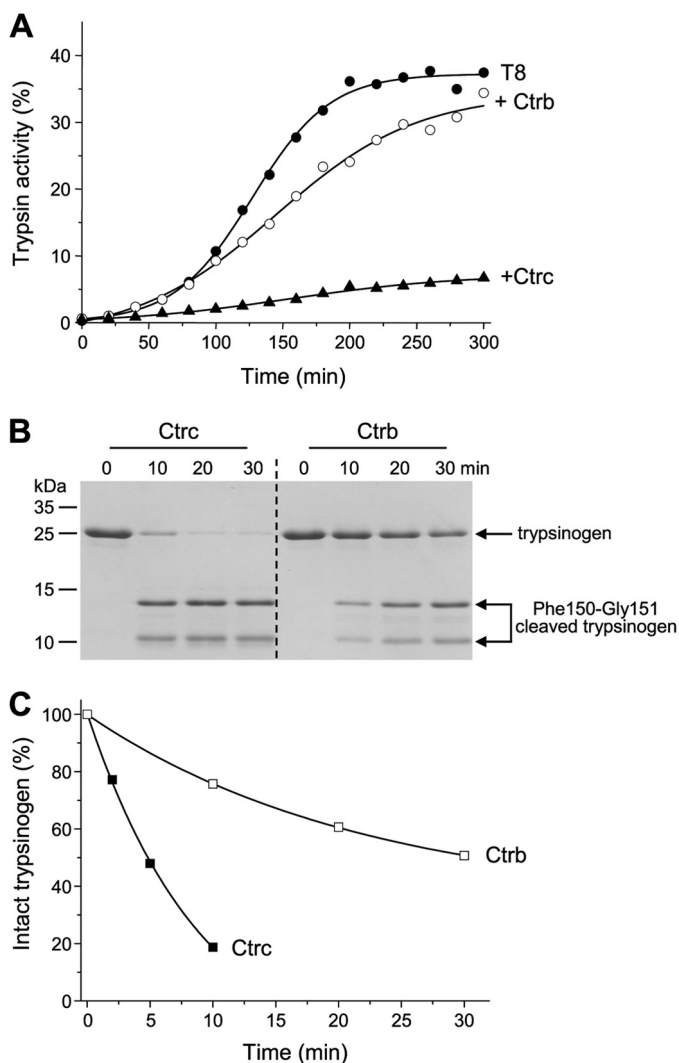 A
Trypsin activity (%)
40
30
20
10
0
T8
+ Ctrb
+Ctrc
0 50 100 150 200 250 300
Time (min)
B
Ctrc Ctrb
0 10 20 30 0 10 20 30 min
kDa
35
25
15
10
trypsinogen
Phe150-Gly151
cleaved trypsinogen
C
Intact trypsinogen (%)
100
80
60
40
20
0
Ctrb
Ctrc
0 5 10 20 30
Time (min)